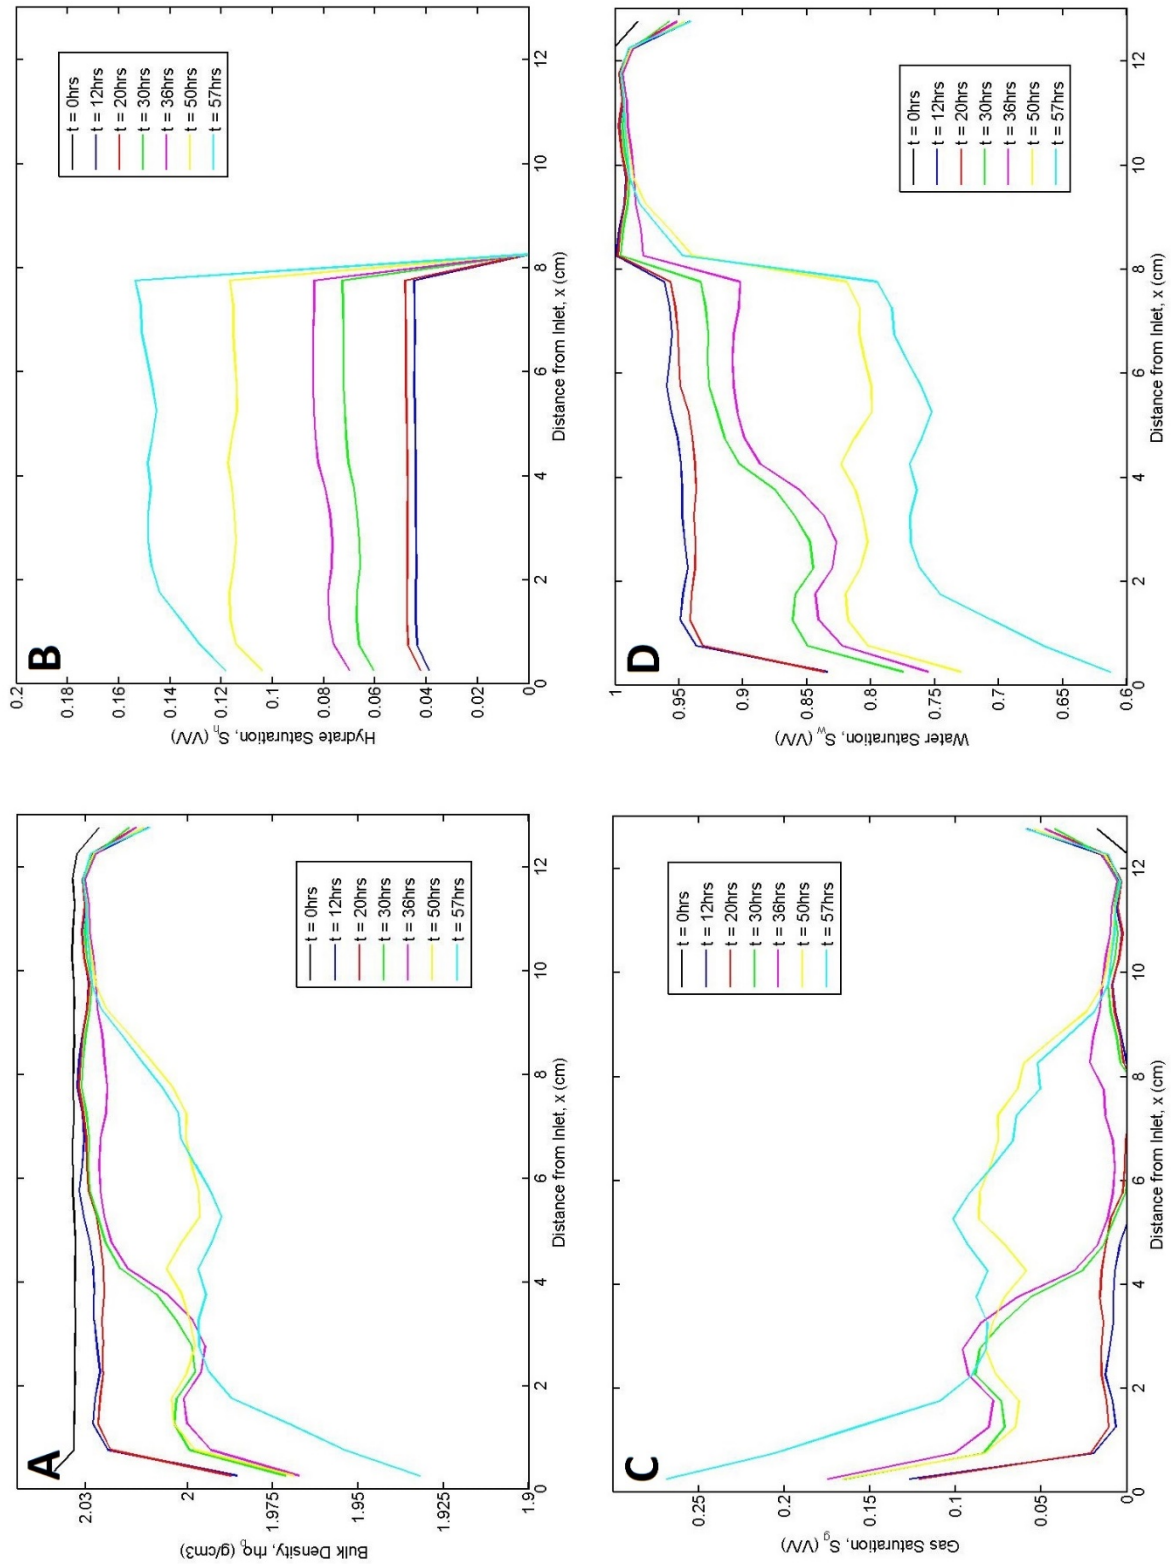 A
Bulk Density, rho_b (g/cm3)
2.03
2
1.975
1.95
1.925
1.9
t = 0hrs
t = 12hrs
t = 20hrs
t = 30hrs
t = 36hrs
t = 50hrs
t = 57hrs
0 2 4 6 8 10 12
Distance from Inlet, x (cm)
B
Hydrate Saturation, S_h (V/V)
0.2
0.18
0.16
0.14
0.12
0.1
0.08
0.06
0.04
0.02
0
t = 0hrs
t = 12hrs
t = 20hrs
t = 30hrs
t = 36hrs
t = 50hrs
t = 57hrs
0 2 4 6 8 10 12
Distance from Inlet, x (cm)
C
Gas Saturation, S_g (V/V)
0.25
0.2
0.15
0.1
0.05
0
t = 0hrs
t = 12hrs
t = 20hrs
t = 30hrs
t = 36hrs
t = 50hrs
t = 57hrs
0 2 4 6 8 10 12
Distance from Inlet, x (cm)
D
Water Saturation, S_w (V/V)
1
0.95
0.9
0.85
0.8
0.75
0.7
0.65
0.6
t = 0hrs
t = 12hrs
t = 20hrs
t = 30hrs
t = 36hrs
t = 50hrs
t = 57hrs
0 2 4 6 8 10 12
Distance from Inlet, x (cm)